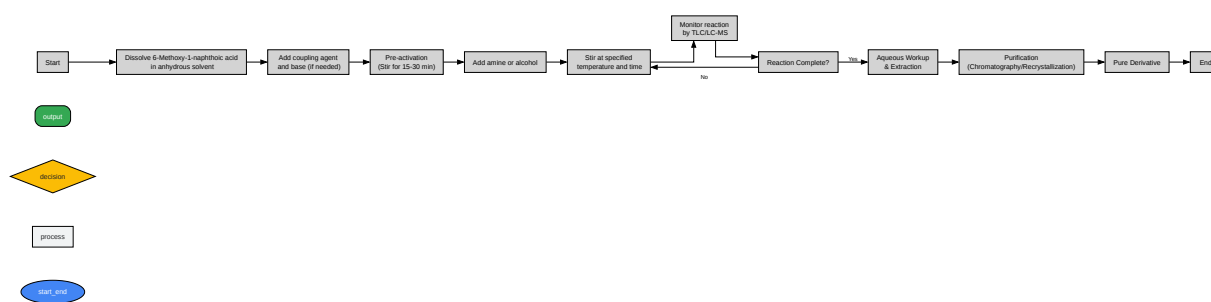 Start
Dissolve 6-Methoxy-1-naphthoic acid
in anhydrous solvent
Add coupling agent
and base (if needed)
Pre-activation
(Stir for 15-30 min)
Add amine or alcohol
Stir at specified
temperature and time
Monitor reaction
by TLC/LC-MS
Reaction Complete?
Yes
No
Aqueous Workup
& Extraction
Purification
(Chromatography/Recrystallization)
Pure Derivative
End
output
decision
process
start_end